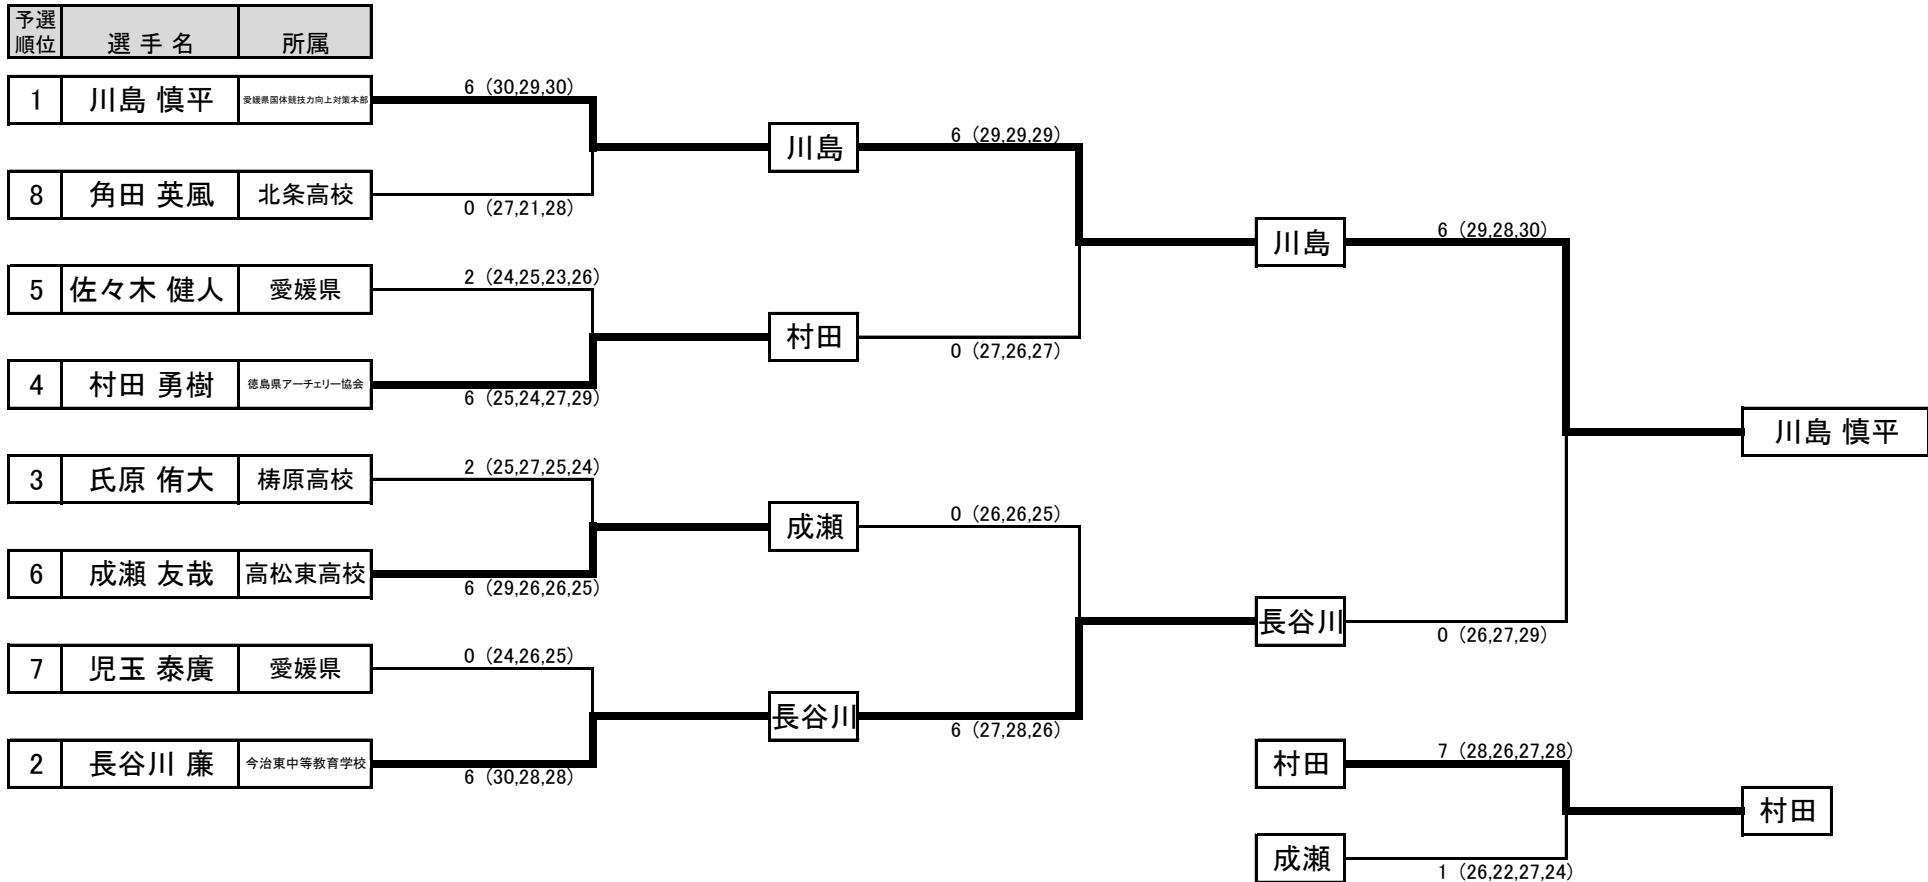 予選
順位 選 手 名 所属
1 川島 慎平 愛媛県国体競技力向上対策本部
6 (30,29,30)
川島
6 (29,29,29)
8 角田 英風 北条高校
0 (27,21,28)
川島
6 (29,28,30)
5 佐々木 健人 愛媛県
2 (24,25,23,26)
村田
0 (27,26,27)
4 村田 勇樹 徳島県アーチェリー協会
6 (25,24,27,29)
川島 慎平
3 氏原 侑大 梼原高校
2 (25,27,25,24)
成瀬
0 (26,26,25)
6 成瀬 友哉 高松東高校
6 (29,26,26,25)
長谷川
0 (26,27,29)
7 児玉 泰廣 愛媛県
0 (24,26,25)
長谷川
6 (27,28,26)
2 長谷川 廉 今治東中等教育学校
6 (30,28,28)
村田
7 (28,26,27,28)
村田
成瀬
1 (26,22,27,24)